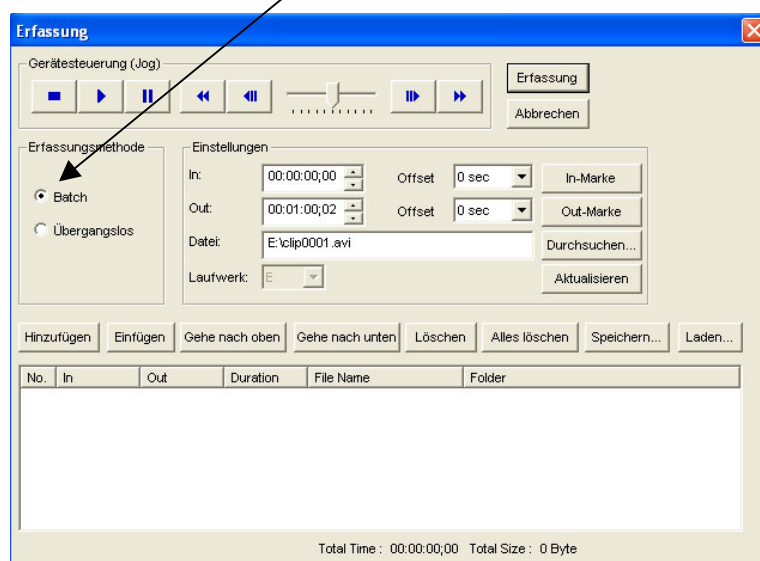 Erfassung
Gerätesteuerung (Jog)
Erfassung
Abbrechen
Erfassungsmethode
Batch
Übergangslos
Einstellungen
In: 00:00:00;00 Offset 0 sec In-Marke
Out: 00:01:00;02 Offset 0 sec Out-Marke
Datei: E:\clip0001.avi Durchsuchen...
Laufwerk: E Aktualisieren
Hinzufügen Einfügen Gehe nach oben Gehe nach unten Löschen Alles löschen Speichern... Laden...
No. In Out Duration File Name Folder
Total Time : 00:00:00;00 Total Size : 0 Byte